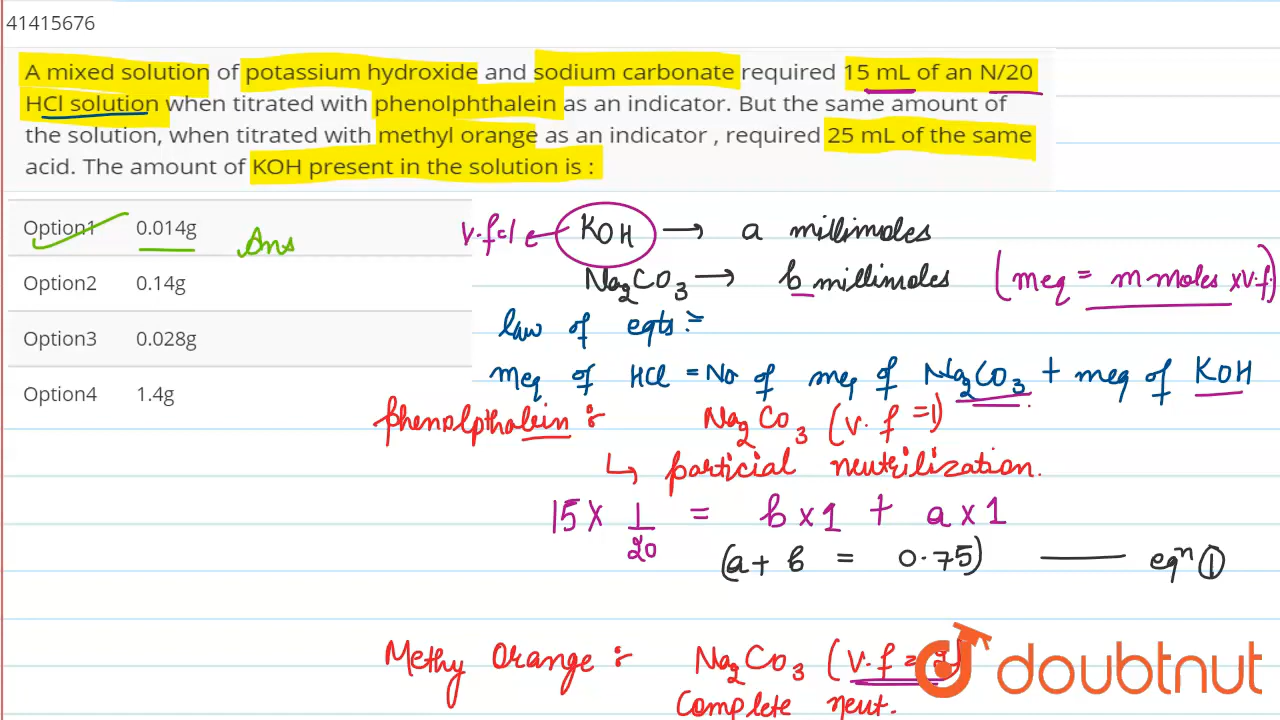 41415676
A mixed solution of potassium hydroxide and sodium carbonate required 15 mL of an N/20
HCl solution when titrated with phenolphthalein as an indicator. But the same amount of
the solution, when titrated with methyl orange as an indicator , required 25 mL of the same
acid. The amount of KOH present in the solution is :
Option1 0.014g Ans
Option2 0.14g
Option3 0.028g
Option4 1.4g
v.f=1 ← KOH → a millimoles
Na2CO3 → b millimoles (meq = m moles x v.f)
law of eqts :-
meq of HCl = No of meq of Na2CO3 + meq of KOH
phenolpthalein :- Na2CO3 (v.f =1)
↳ particial neutrilization.
15 x 1/20 = b x 1 + a x 1
(a + b = 0.75) —— eqn ①
Methy Orange :- Na2CO3 (v.f =
Complete neut.
doubtnut